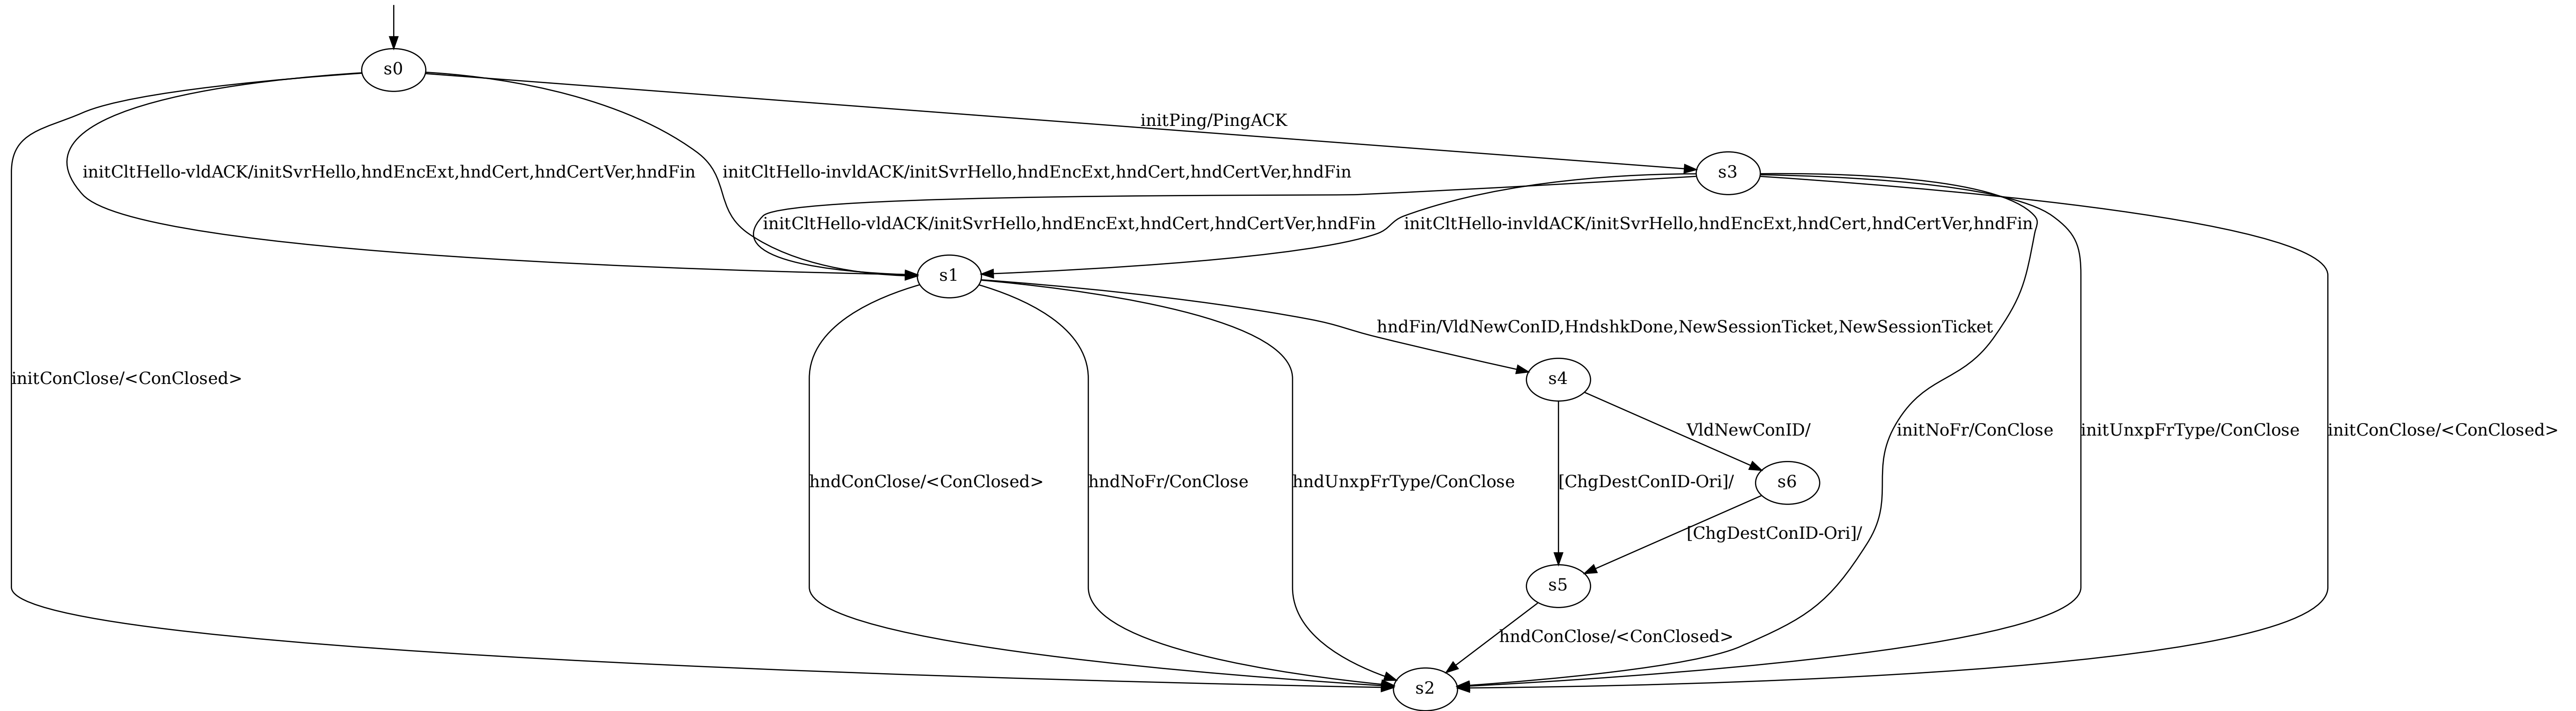 s0
initPing/PingACK
initCltHello-vldACK/initSvrHello,hndEncExt,hndCert,hndCertVer,hndFin
initCltHello-invldACK/initSvrHello,hndEncExt,hndCert,hndCertVer,hndFin
s3
initCltHello-vldACK/initSvrHello,hndEncExt,hndCert,hndCertVer,hndFin
initCltHello-invldACK/initSvrHello,hndEncExt,hndCert,hndCertVer,hndFin
s1
hndFin/VldNewConID,HndshkDone,NewSessionTicket,NewSessionTicket
initConClose/<ConClosed>
s4
VldNewConID/
initNoFr/ConClose
initUnxpFrType/ConClose
initConClose/<ConClosed>
hndConClose/<ConClosed>
hndNoFr/ConClose
hndUnxpFrType/ConClose
[ChgDestConID-Ori]/
s6
[ChgDestConID-Ori]/
s5
hndConClose/<ConClosed>
s2